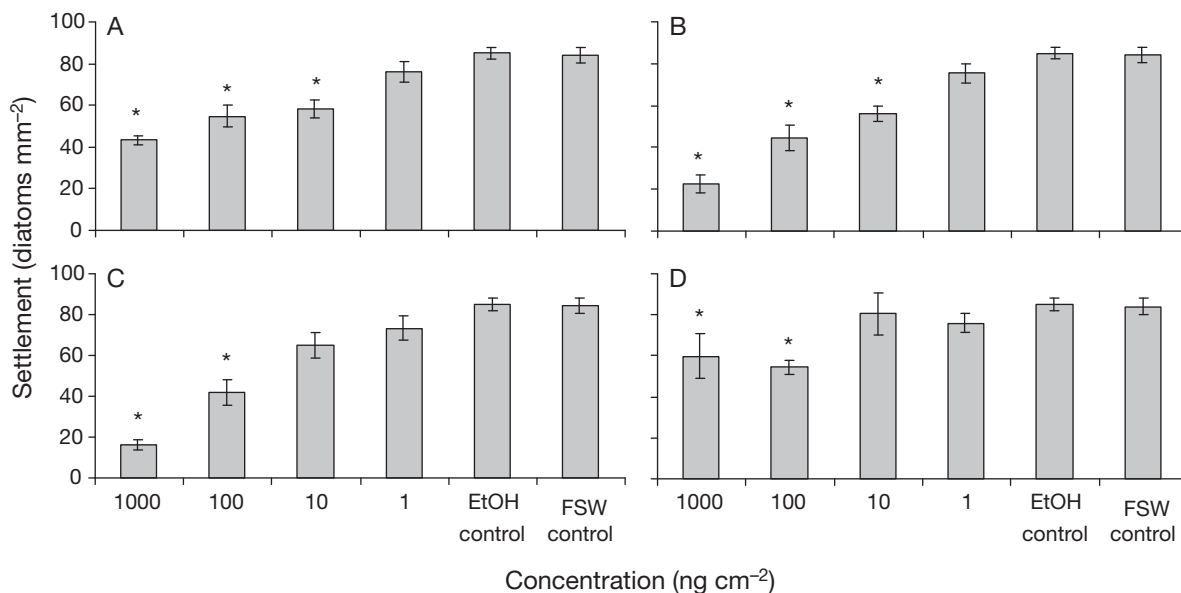 Settlement (diatoms mm⁻²)
A
B
100
80
60
40
20
0
* * *
* * *
C
D
100
80
60
40
20
0
* *
* *
1000 100 10 1 EtOH control FSW control
1000 100 10 1 EtOH control FSW control
Concentration (ng cm⁻²)